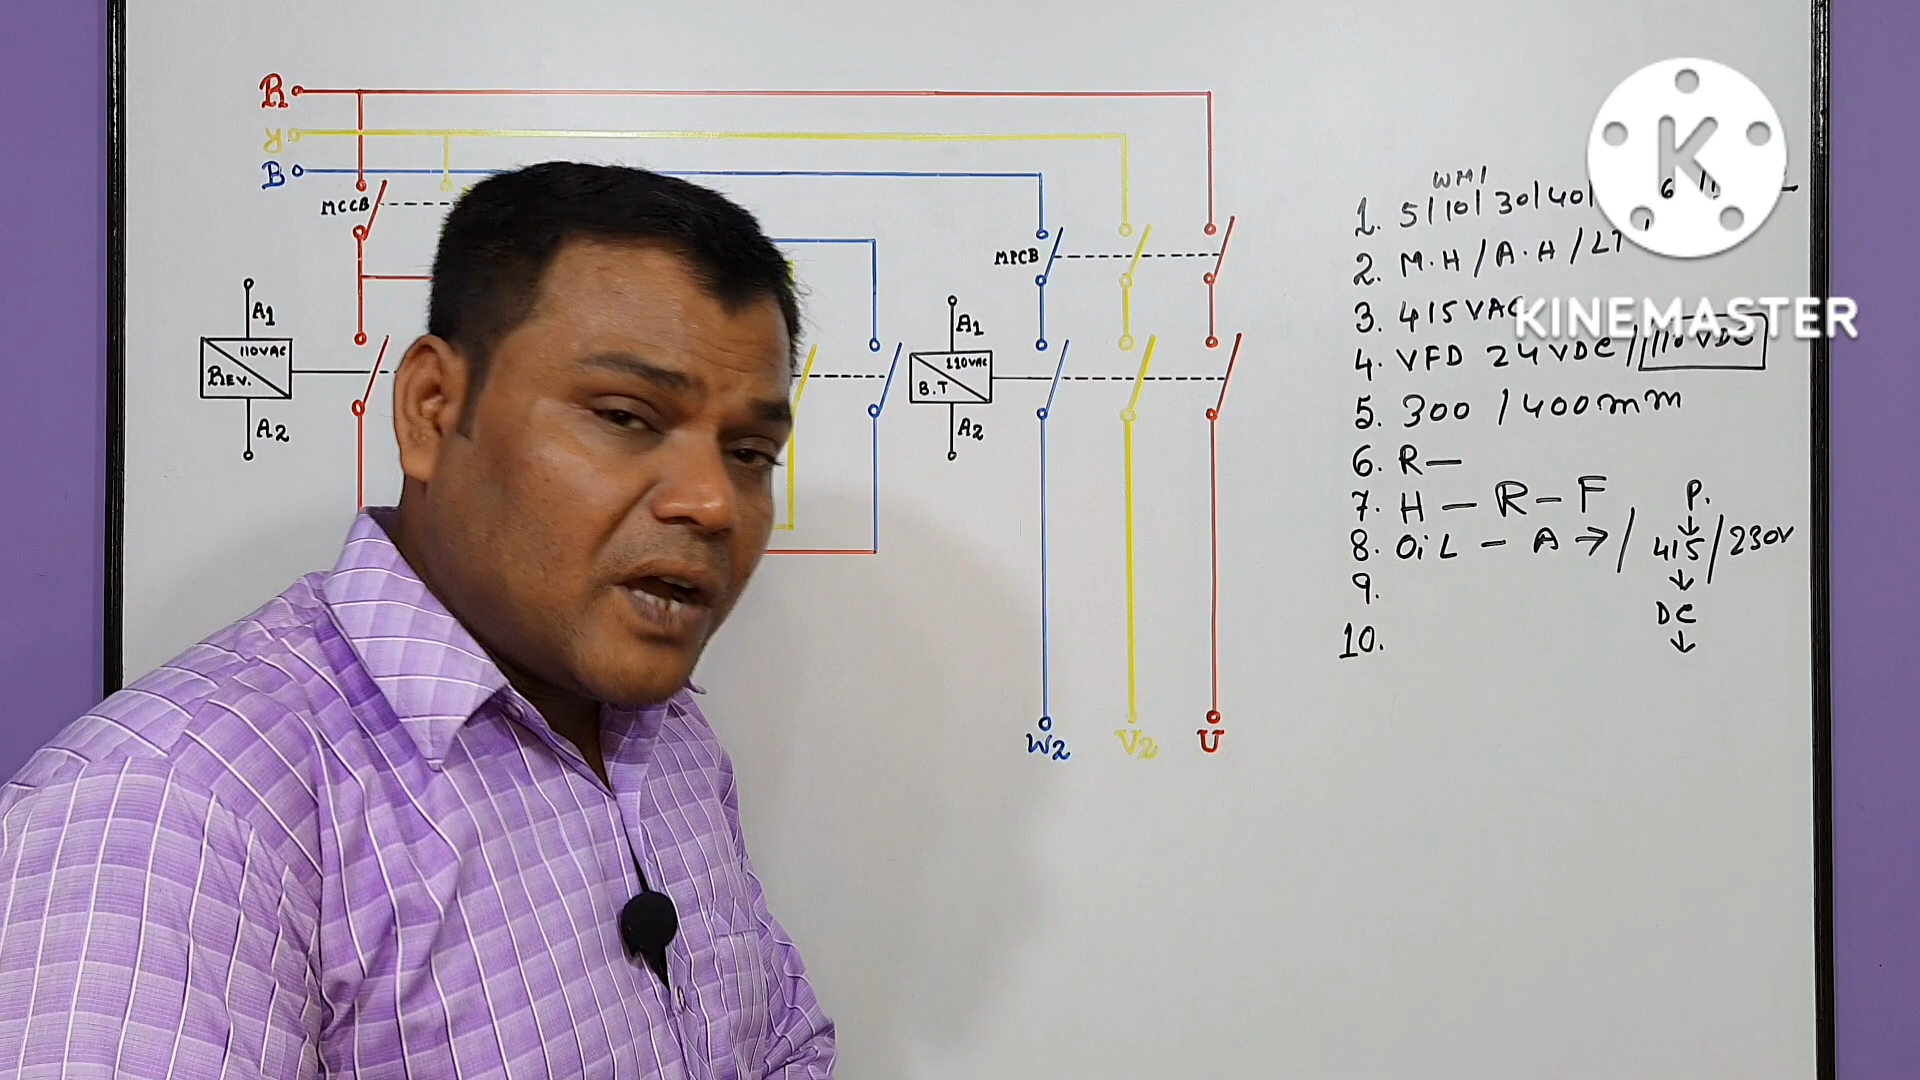 R
Y
B
MCCB
MPCB
A1
110VAC
REV.
A2
A1
110VAC
B.T
A2
W2 V2 U
WM1
1. 5/10/30/40/
2. M.H/A.H/LT
3. 415VAC
4. VFD 24VDC/110VDC
5. 300/400mm
6. R—
7. H – R – F
P.
8. OiL – A → / 415/230V
9.
DC
10.
K
KINEMASTER